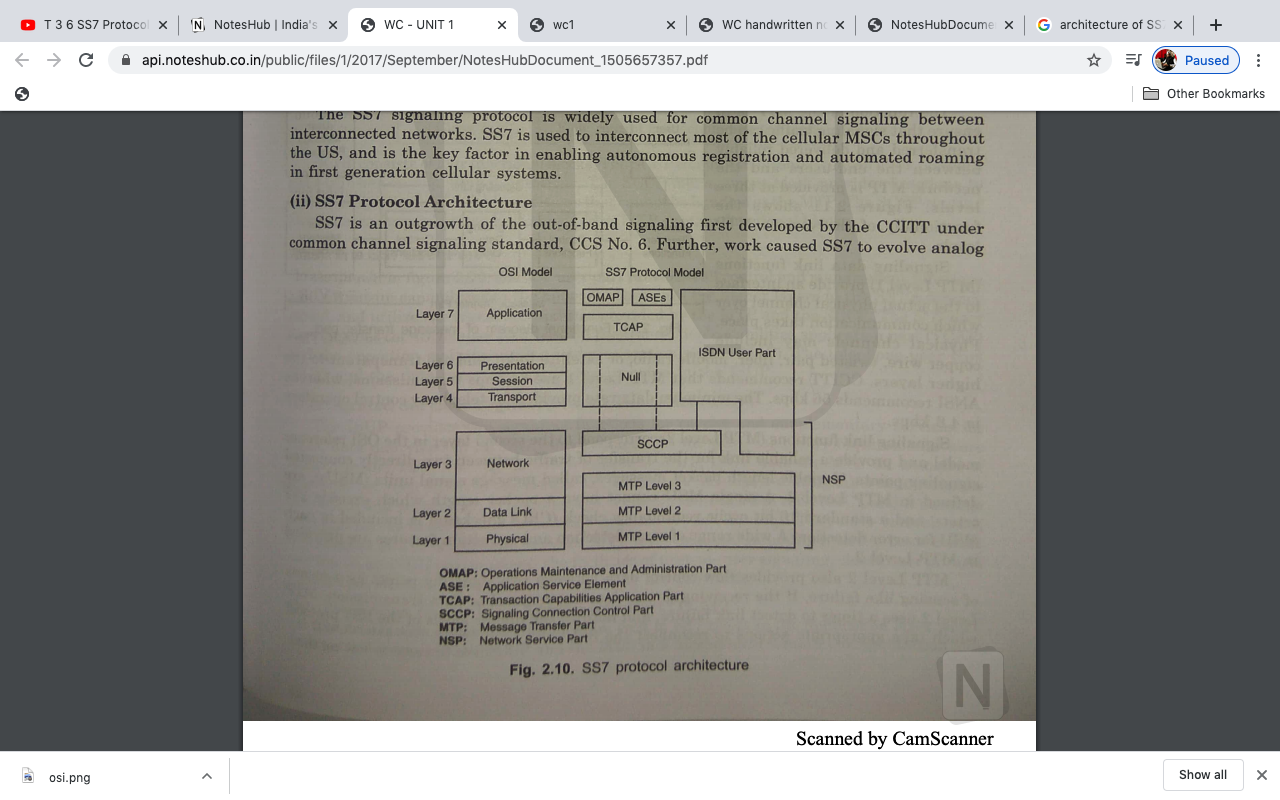 T 3 6 SS7 Protoco
NotesHub | India's
WC - UNIT 1
wc1
WC handwritten n
NotesHubDocume
architecture of SS
api.noteshub.co.in/public/files/1/2017/September/NotesHubDocument_1505657357.pdf
Paused
Other Bookmarks
The SS7 signaling protocol is widely used for common channel signaling between
interconnected networks. SS7 is used to interconnect most of the cellular MSCs throughout
the US, and is the key factor in enabling autonomous registration and automated roaming
in first generation cellular systems.
(ii) SS7 Protocol Architecture
SS7 is an outgrowth of the out-of-band signaling first developed by the CCITT under
common channel signaling standard, CCS No. 6. Further, work caused SS7 to evolve analog
OSI Model
SS7 Protocol Model
Layer 7
Application
OMAP
ASEs
TCAP
ISDN User Part
Layer 6
Presentation
Layer 5
Session
Layer 4
Transport
Null
SCCP
Layer 3
Network
MTP Level 3
NSP
Layer 2
Data Link
MTP Level 2
Layer 1
Physical
MTP Level 1
OMAP: Operations Maintenance and Administration Part
ASE : Application Service Element
TCAP: Transaction Capabilities Application Part
SCCP: Signaling Connection Control Part
MTP: Message Transfer Part
NSP: Network Service Part
Fig. 2.10. SS7 protocol architecture
N
Scanned by CamScanner
osi.png
Show all